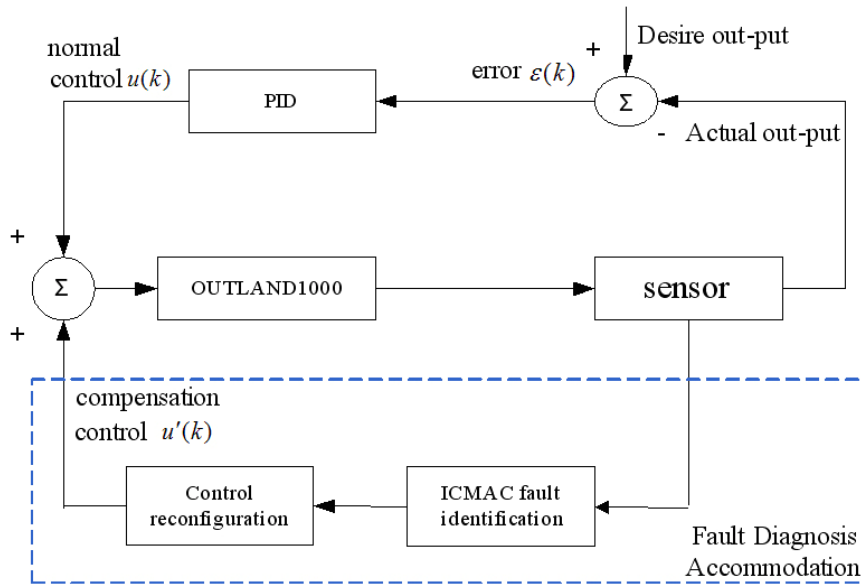 normal
control u(k)
PID
error ε(k)
+
Desire out-put
Σ
-
Actual out-put
+
Σ
+
OUTLAND1000
sensor
compensation
control u'(k)
Control
reconfiguration
ICMAC fault
identification
Fault Diagnosis
Accommodation